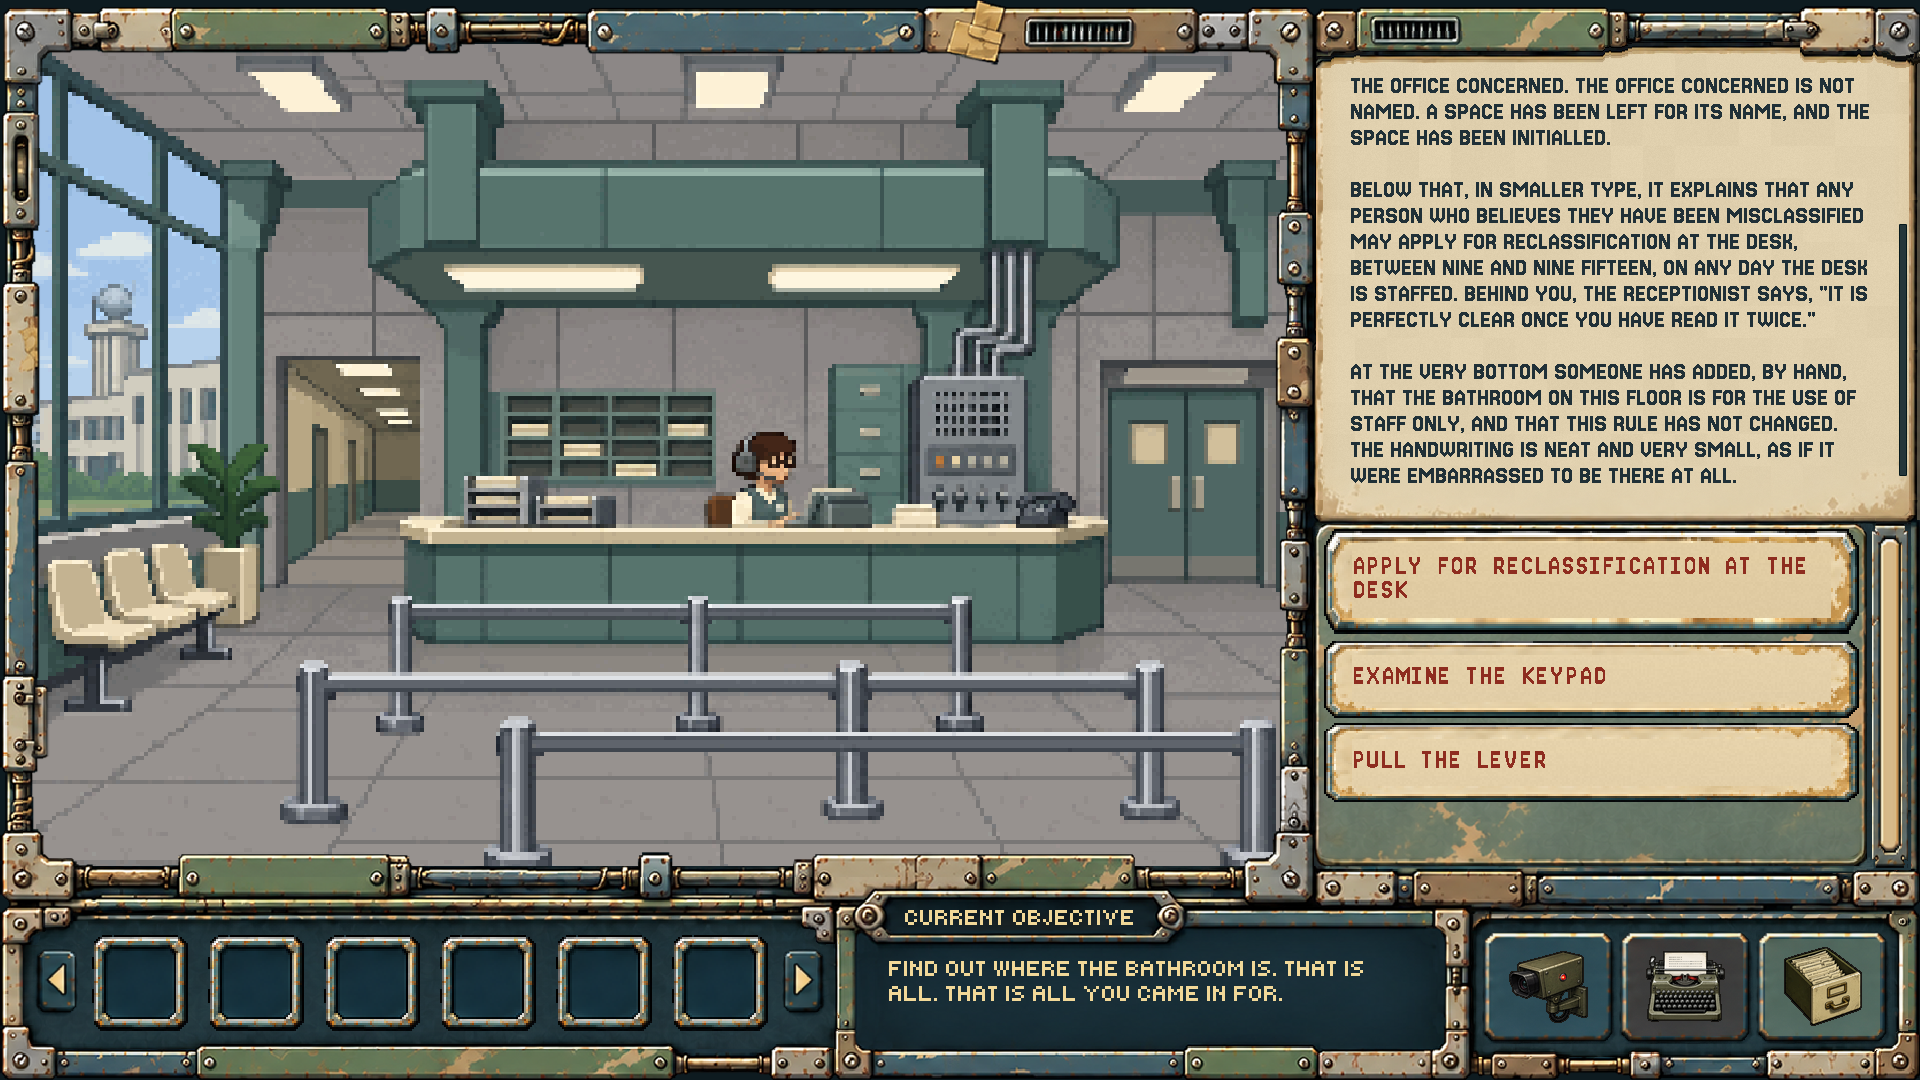 THE OFFICE CONCERNED. THE OFFICE CONCERNED IS NOT
NAMED. A SPACE HAS BEEN LEFT FOR ITS NAME, AND THE
SPACE HAS BEEN INITIALLED.
BELOW THAT, IN SMALLER TYPE, IT EXPLAINS THAT ANY
PERSON WHO BELIEVES THEY HAVE BEEN MISCLASSIFIED
MAY APPLY FOR RECLASSIFICATION AT THE DESK,
BETWEEN NINE AND NINE FIFTEEN, ON ANY DAY THE DESK
IS STAFFED. BEHIND YOU, THE RECEPTIONIST SAYS, "IT IS
PERFECTLY CLEAR ONCE YOU HAVE READ IT TWICE."
AT THE VERY BOTTOM SOMEONE HAS ADDED, BY HAND,
THAT THE BATHROOM ON THIS FLOOR IS FOR THE USE OF
STAFF ONLY, AND THAT THIS RULE HAS NOT CHANGED.
THE HANDWRITING IS NEAT AND VERY SMALL, AS IF IT
WERE EMBARRASSED TO BE THERE AT ALL.
APPLY FOR RECLASSIFICATION AT THE
DESK
EXAMINE THE KEYPAD
PULL THE LEVER
CURRENT OBJECTIVE
FIND OUT WHERE THE BATHROOM IS. THAT IS
ALL. THAT IS ALL YOU CAME IN FOR.